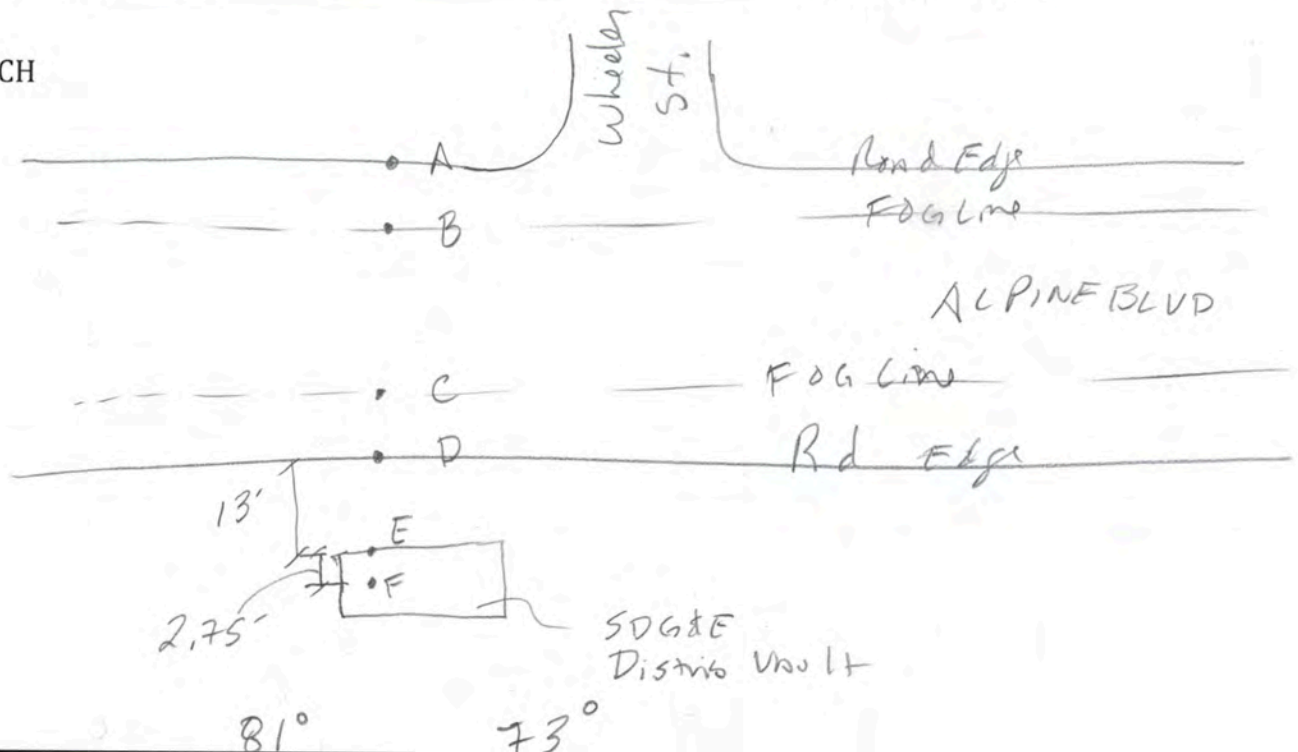 CH
Wheeler
St.
A
Road Edge
B
FOG Line
ALPINE BLVD
C
FOG Line
D
Rd Edge
13'
E
F
2.75'
SDG&E
Distrib Vault
81° 73°